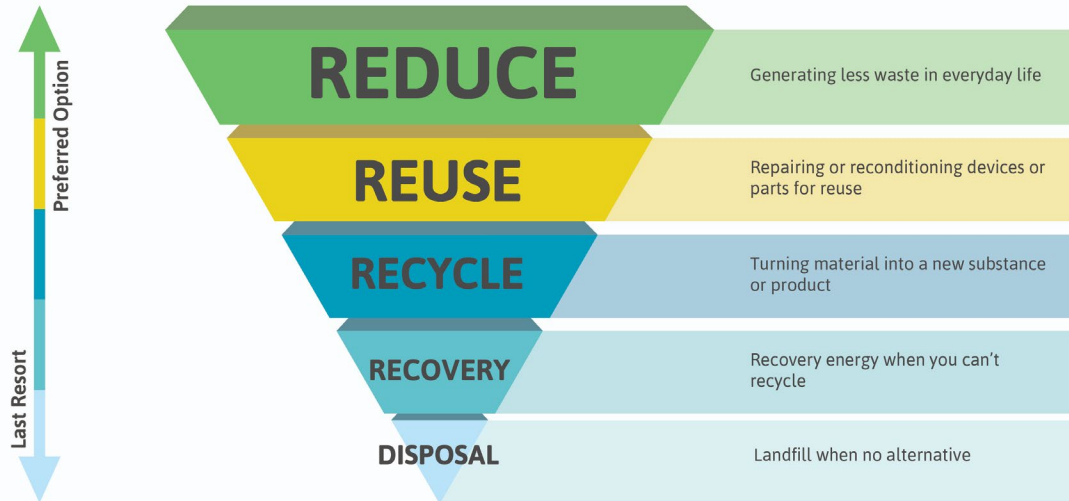 Preferred Option
Last Resort
REDUCE
Generating less waste in everyday life
REUSE
Repairing or reconditioning devices or
parts for reuse
RECYCLE
Turning material into a new substance
or product
RECOVERY
Recovery energy when you can't
recycle
DISPOSAL
Landfill when no alternative